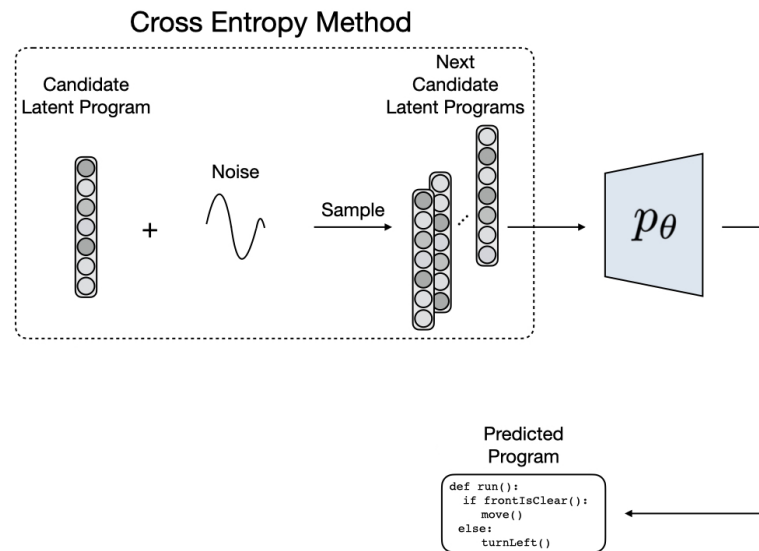 Cross Entropy Method
Candidate
Latent Program
+
Noise
Sample
Next
Candidate
Latent Programs
...
pθ
Predicted
Program
def run():
if frontIsClear():
move()
else:
turnLeft()